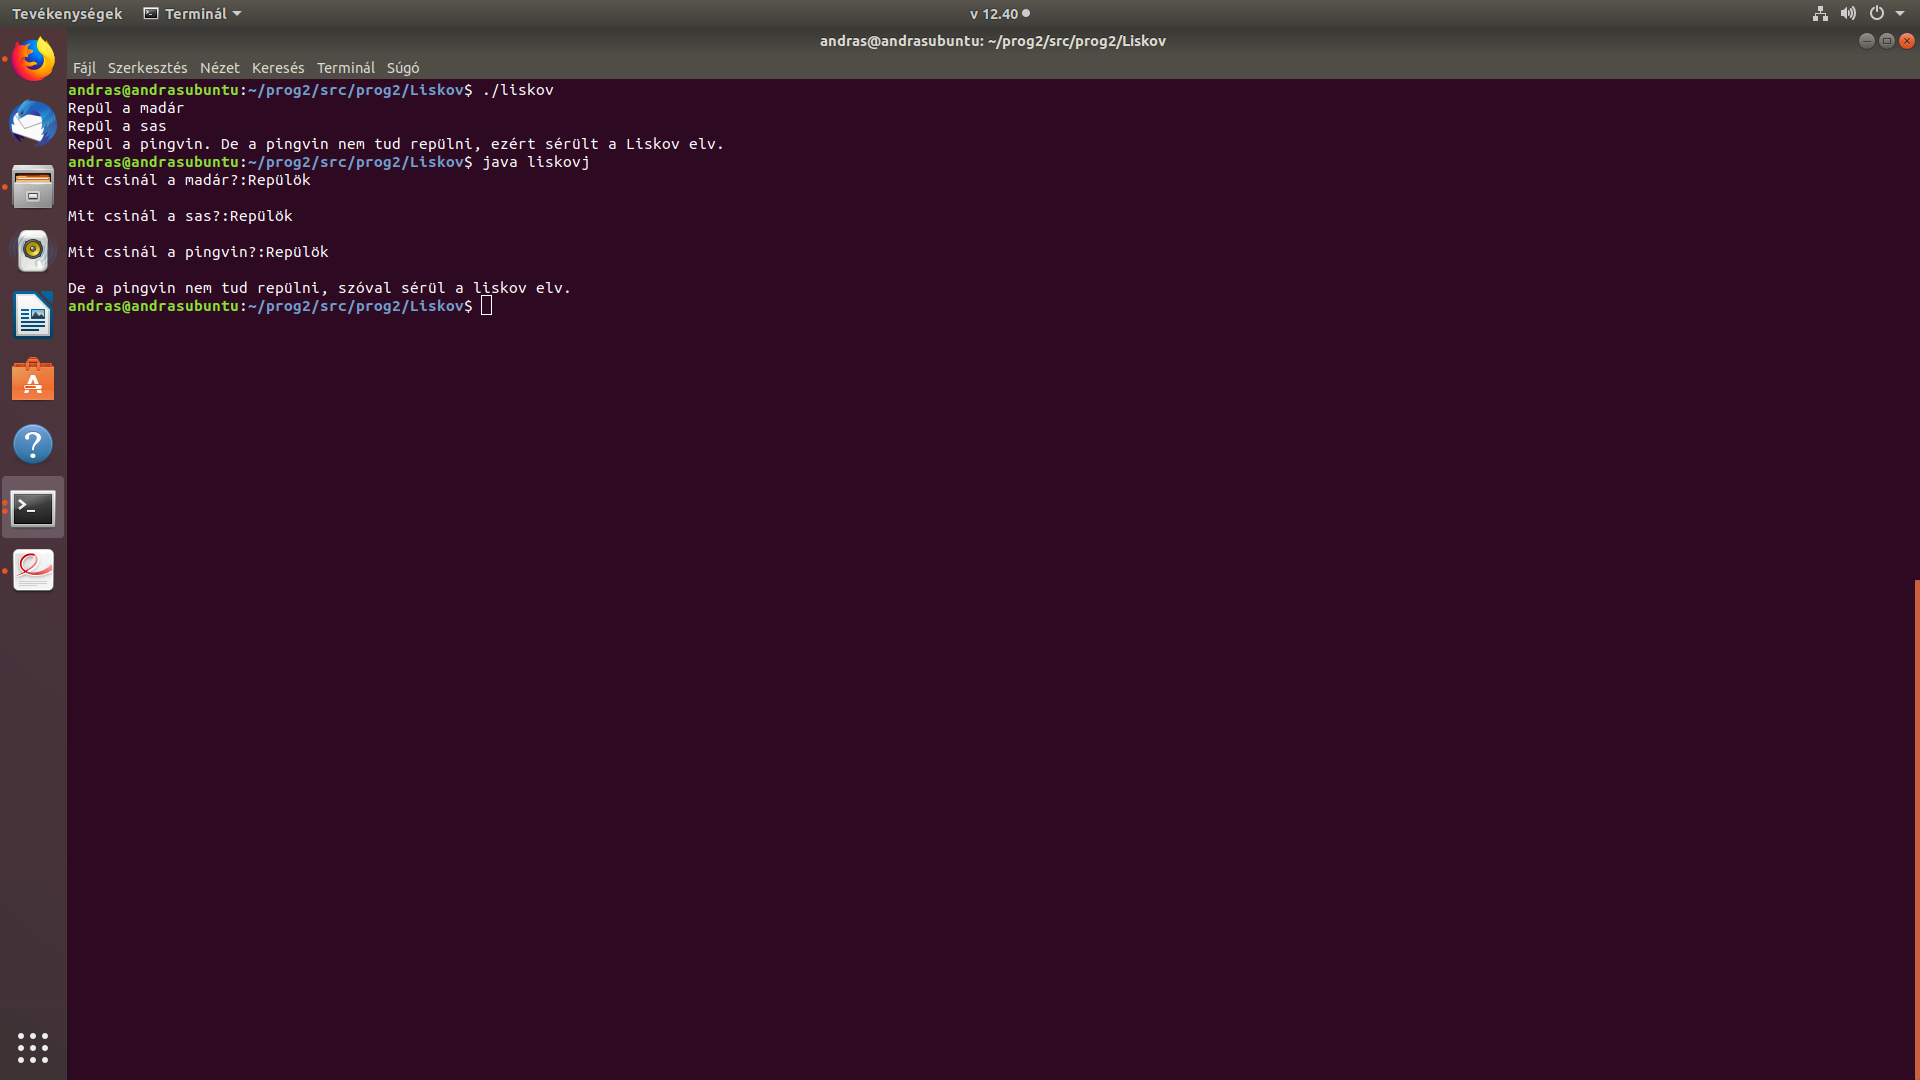 Tevékenységek Terminál v 12.40
andras@andrasubuntu: ~/prog2/src/prog2/Liskov
Fájl Szerkesztés Nézet Keresés Terminál Súgó
andras@andrasubuntu:~/prog2/src/prog2/Liskov$ ./liskov
Repül a madár
Repül a sas
Repül a pingvin. De a pingvin nem tud repülni, ezért sérült a Liskov elv.
andras@andrasubuntu:~/prog2/src/prog2/Liskov$ java liskovj
Mit csinál a madár?:Repülök
Mit csinál a sas?:Repülök
Mit csinál a pingvin?:Repülök
De a pingvin nem tud repülni, szóval sérül a liskov elv.
andras@andrasubuntu:~/prog2/src/prog2/Liskov$